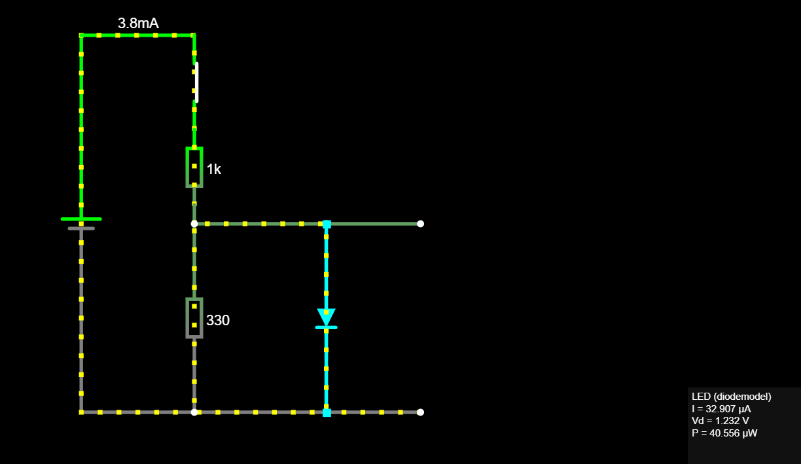 3.8mA
1k
330
LED (diodemodel)
I = 32.907 µA
Vd = 1.232 V
P = 40.556 µW